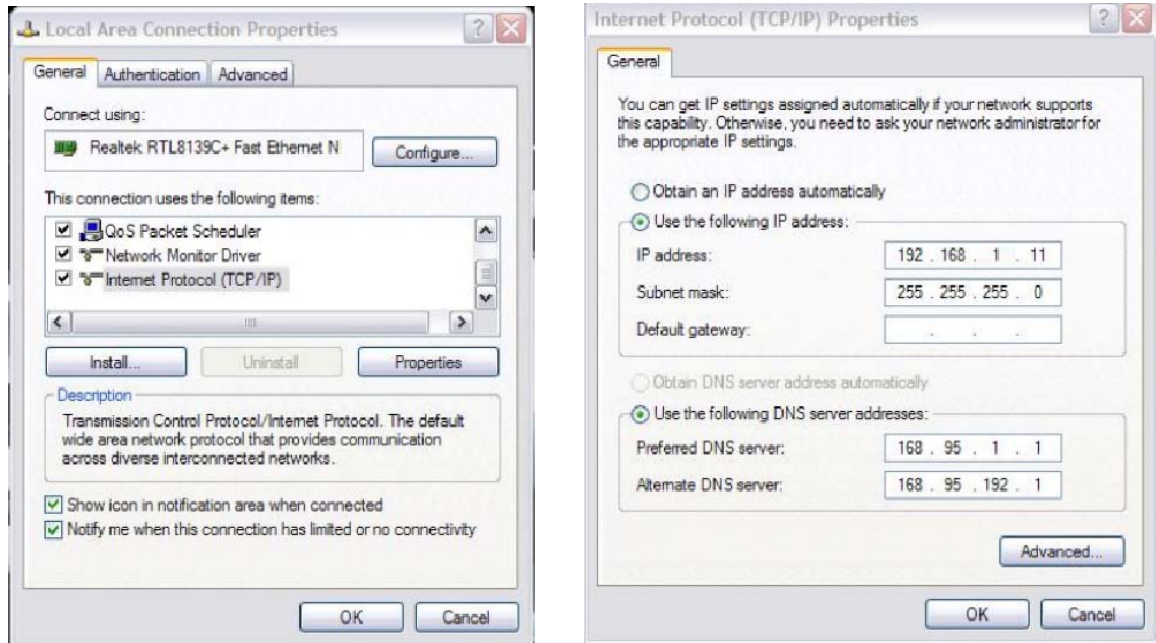 Local Area Connection Properties
General
Authentication
Advanced
Connect using:
Realtek RTL8139C+ Fast Ethernet N
Configure...
This connection uses the following items:
QoS Packet Scheduler
Network Monitor Driver
Internet Protocol (TCP/IP)
Install...
Uninstall
Properties
Description
Transmission Control Protocol/Internet Protocol. The default
wide area network protocol that provides communication
across diverse interconnected networks.
Show icon in notification area when connected
Notify me when this connection has limited or no connectivity
OK
Cancel
Internet Protocol (TCP/IP) Properties
General
You can get IP settings assigned automatically if your network supports
this capability. Otherwise, you need to ask your network administrator for
the appropriate IP settings.
Obtain an IP address automatically
Use the following IP address:
IP address: 192 . 168 . 1 . 11
Subnet mask: 255 . 255 . 255 . 0
Default gateway: . . .
Obtain DNS server address automatically
Use the following DNS server addresses:
Preferred DNS server: 168 . 95 . 1 . 1
Alternate DNS server: 168 . 95 . 192 . 1
Advanced...
OK
Cancel